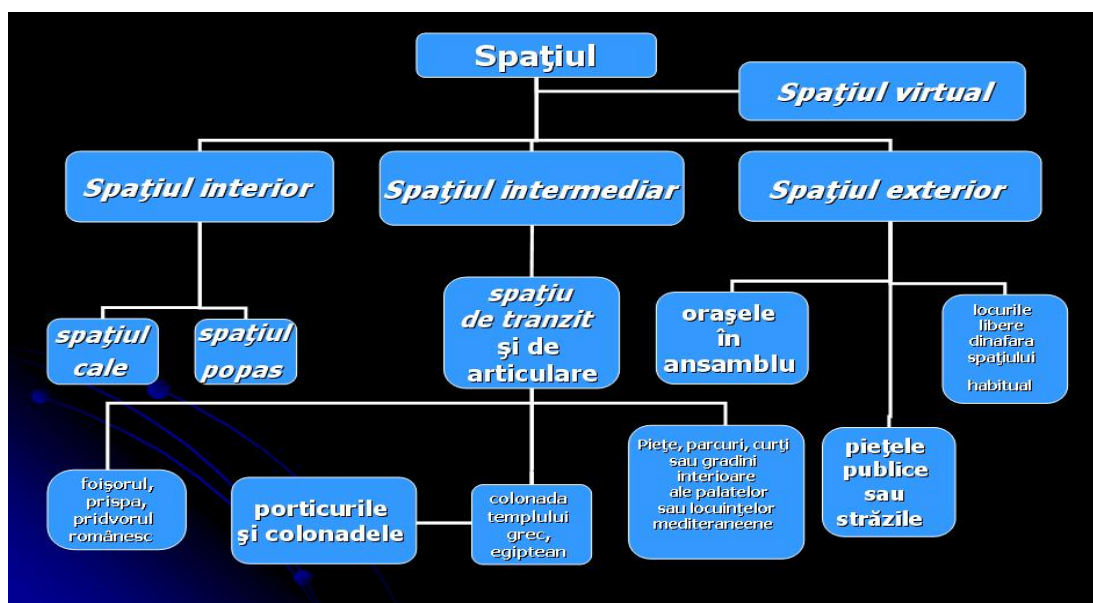 Spaţiul
Spaţiul virtual
Spaţiul interior
Spaţiul intermediar
Spaţiul exterior
spaţiul
cale
spaţiul
popas
spaţiu
de tranzit
şi de
articulare
oraşele
în
ansamblu
locurile
libere
dinafara
spaţiului
habitual
foişorul,
prispa,
pridvorul
românesc
porticurile
şi colonadele
colonada
templului
grec,
egiptean
Pieţe, parcuri, curţi
sau gradini
interioare
ale palatelor
sau locuinţelor
mediteraneene
pieţele
publice
sau
străzile